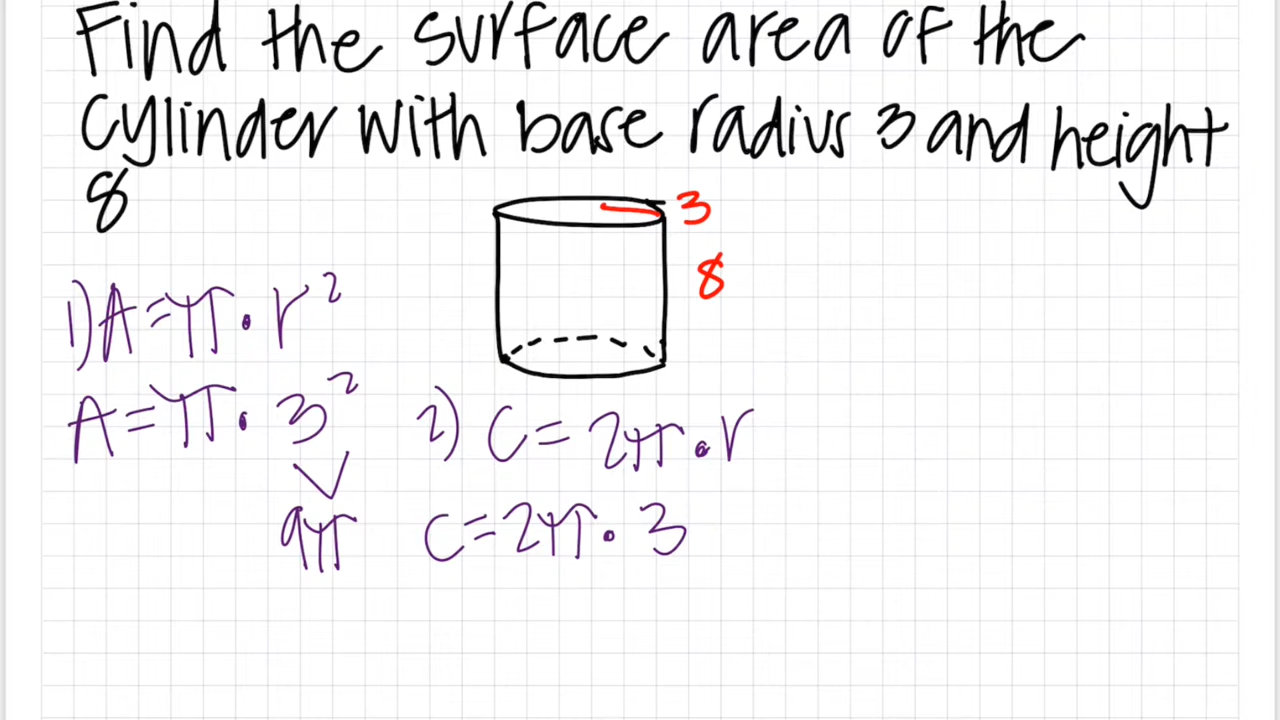 Find the surface area of the
cylinder with base radius 3 and height
8
3
8
1) A = π · r²
A = π · 3²
9π
2) C = 2π · r
C = 2π · 3